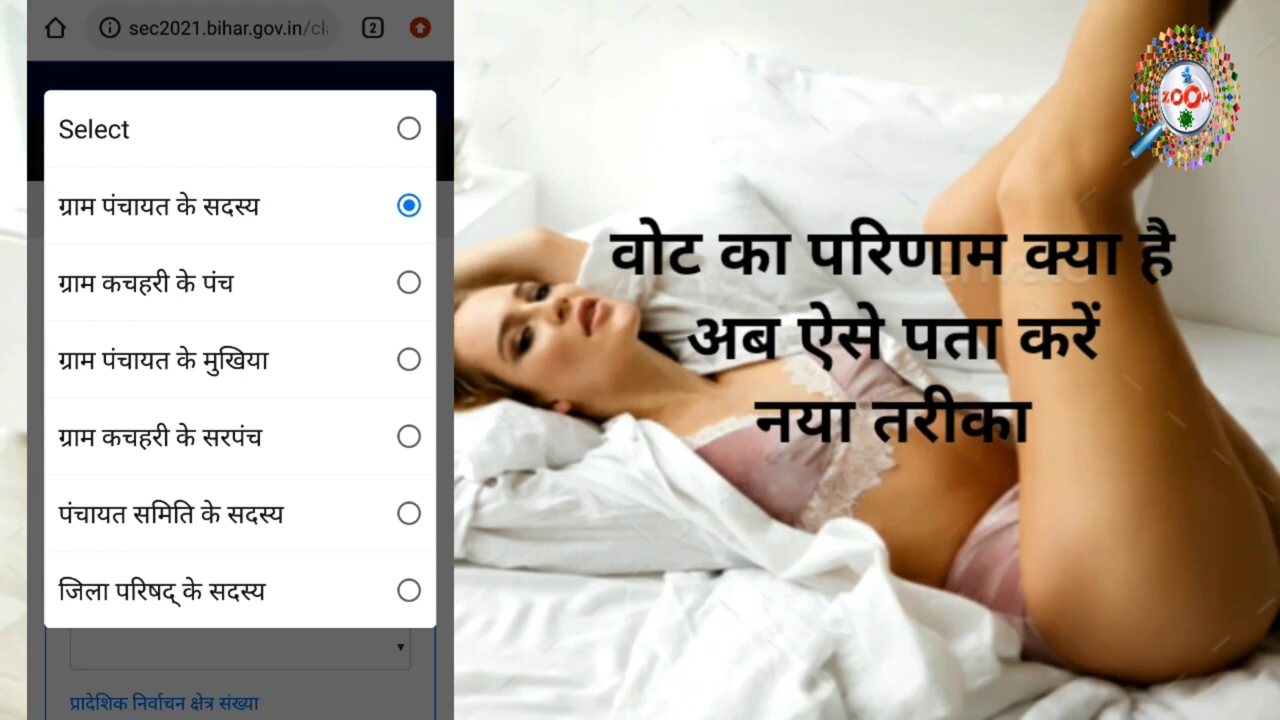 2
sec2021.bihar.gov.in/cl
Select
ग्राम पंचायत के सदस्य
ग्राम कचहरी के पंच
ग्राम पंचायत के मुखिया
ग्राम कचहरी के सरपंच
पंचायत समिति के सदस्य
जिला परिषद् के सदस्य
प्रादेशिक निर्वाचन क्षेत्र संख्या
ZOOM
वोट का परिणाम क्या है
अब ऐसे पता करें
नया तरीका